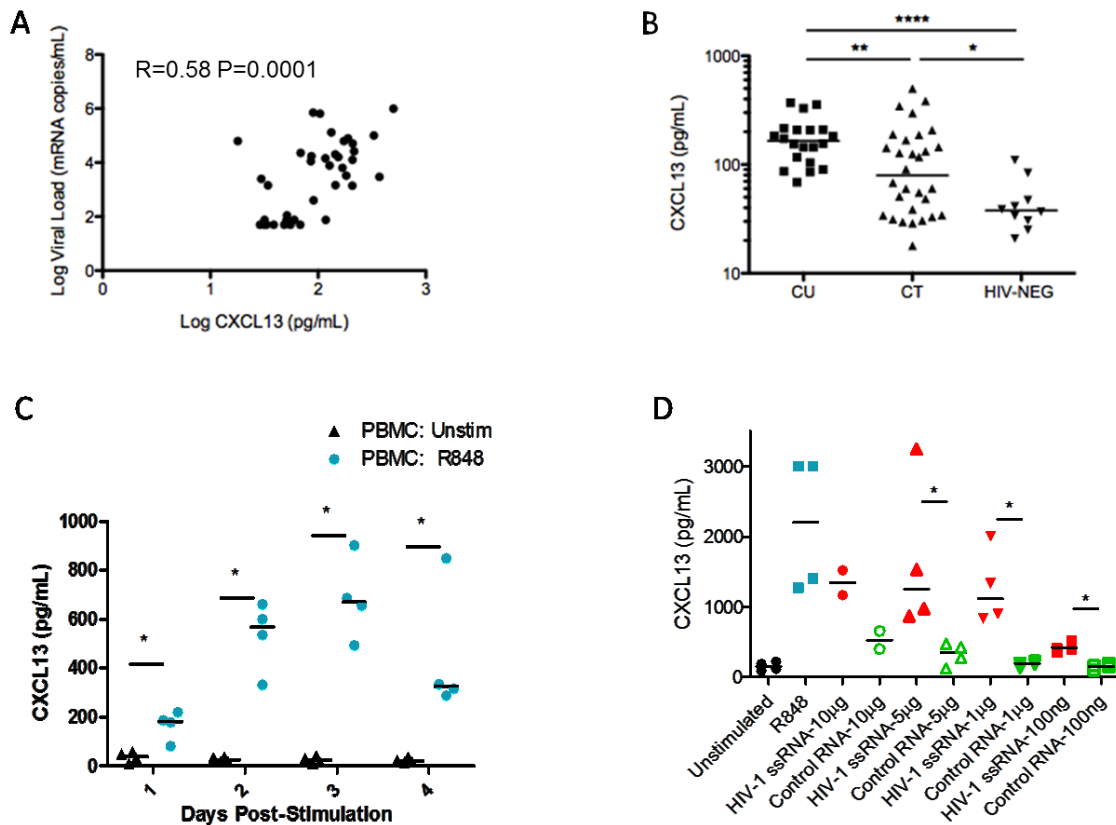 A
Log Viral Load (mRNA copies/mL)
8
6
4
2
0
R=0.58 P=0.0001
0
1
2
3
Log CXCL13 (pg/mL)
B
****
**
*
CXCL13 (pg/mL)
1000
100
10
CU
CT
HIV-NEG
C
PBMC: Unstim
PBMC: R848
CXCL13 (pg/mL)
1000
800
600
400
200
0
*
*
*
*
1
2
3
4
Days Post-Stimulation
D
CXCL13 (pg/mL)
3000
2000
1000
0
*
*
*
Unstimulated
R848
HIV-1 ssRNA-10µg
Control RNA-10µg
HIV-1 ssRNA-5µg
Control RNA-5µg
HIV-1 ssRNA-1µg
Control RNA-1µg
HIV-1 ssRNA-100ng
Control RNA-100ng